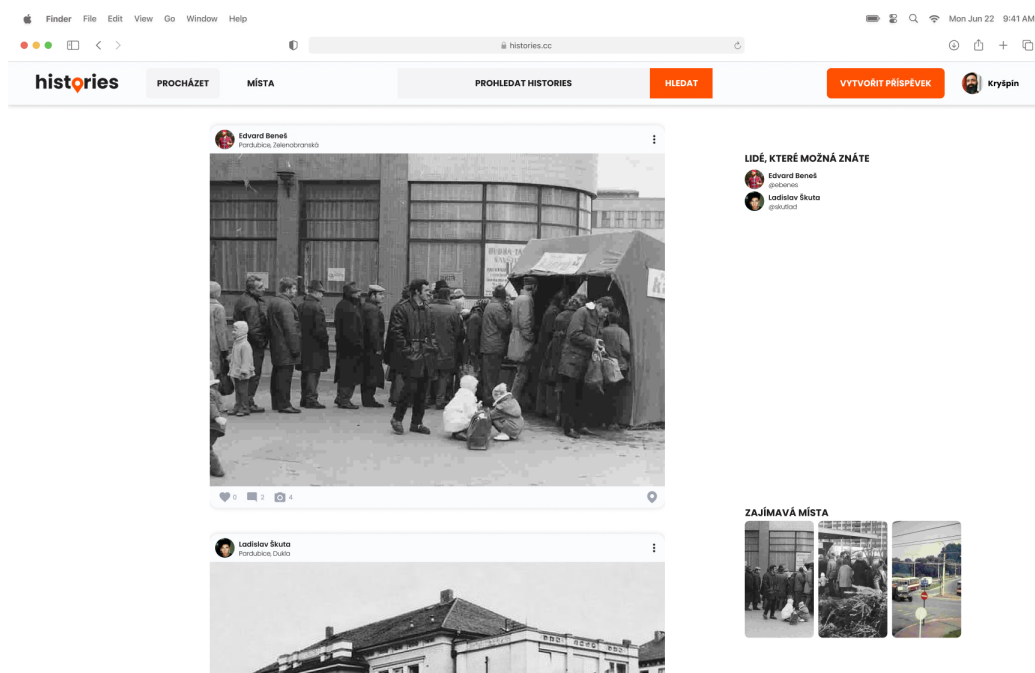 Finder File Edit View Go Window Help
Mon Jun 22 9:41 AM
histories.cc
histories
PROCHÁZET
MÍSTA
PROHLEDAT HISTORIES
HLEDAT
VYTVOŘIT PŘÍSPĚVEK
Kryšpín
Edvard Beneš
Pardubice, Zelenobranská
0 2 4
Ladislav Škuta
Pardubice, Dukla
LIDÉ, KTERÉ MOŽNÁ ZNÁTE
Edvard Beneš
@ebenes
Ladislav Škuta
@skutlad
ZAJÍMAVÁ MÍSTA